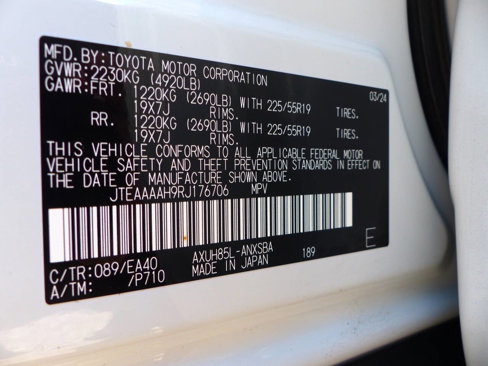 MFD. BY: TOYOTA MOTOR CORPORATION 03/24
GVWR: 2230KG (4920LB)
GAWR: FRT. 1220KG (2690LB) WITH 225/55R19 TIRES.
19X7J RIMS.
RR. 1220KG (2690LB) WITH 225/55R19 TIRES.
19X7J RIMS.
THIS VEHICLE CONFORMS TO ALL APPLICABLE FEDERAL MOTOR
VEHICLE SAFETY AND THEFT PREVENTION STANDARDS IN EFFECT ON
THE DATE OF MANUFACTURE SHOWN ABOVE.
JTEAAAAH9RJ176706 MPV
C/TR: 089/EA40 AXUH85L-ANXSBA 189 E
A/TM: /P710 MADE IN JAPAN